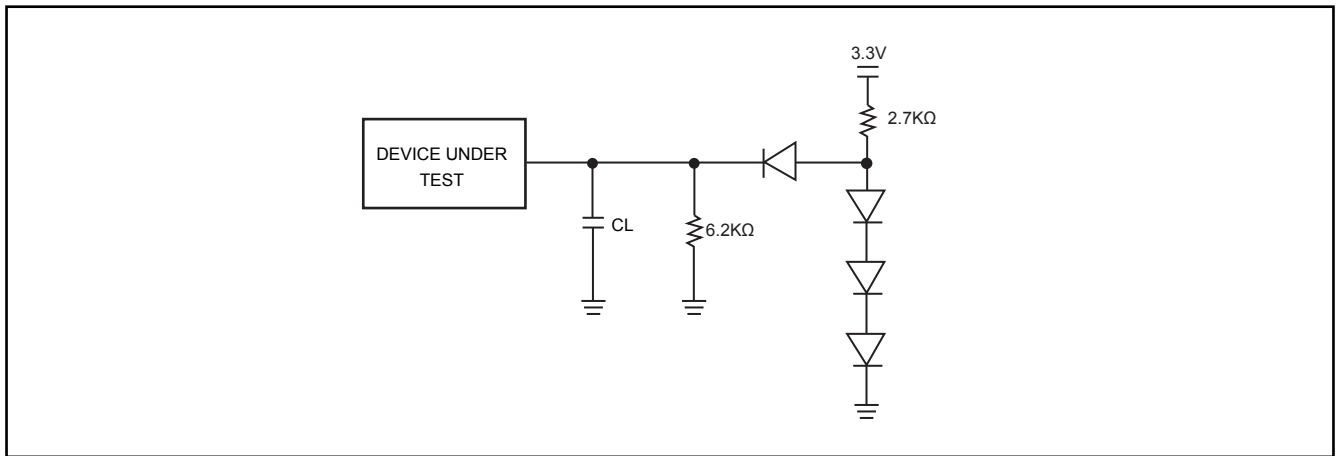 3.3V
2.7KΩ
DEVICE UNDER
TEST
CL
6.2KΩ